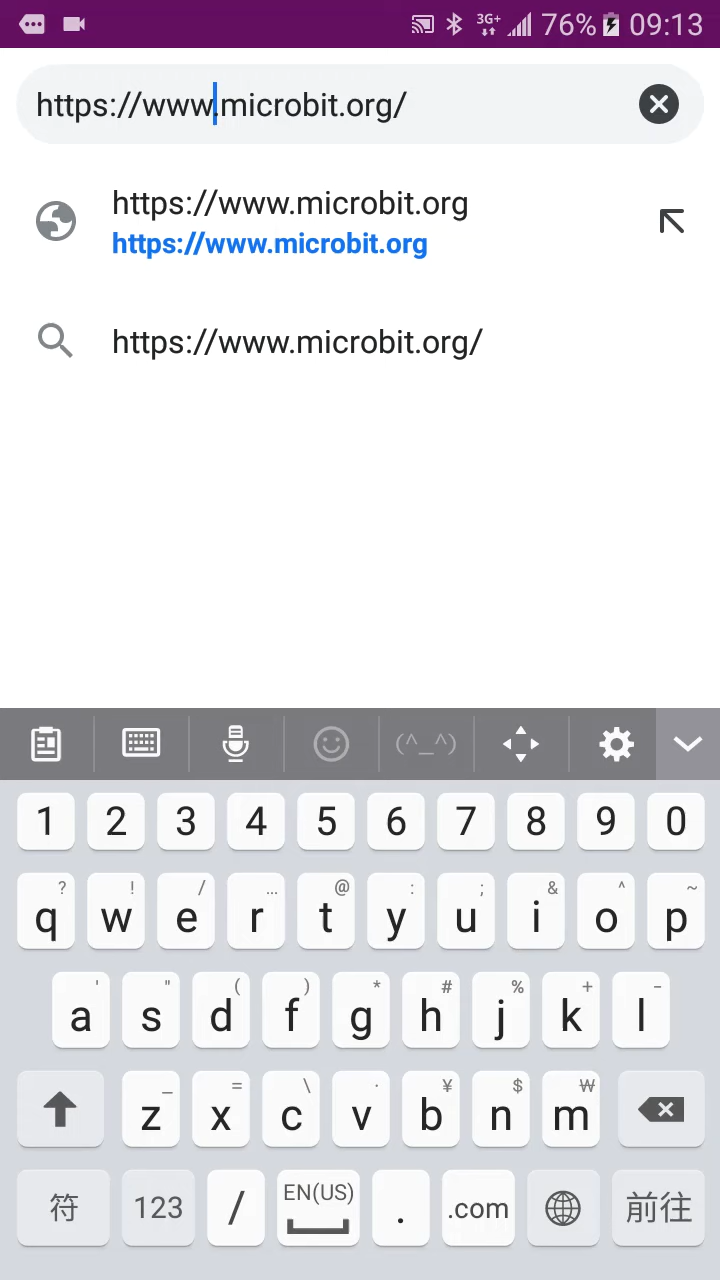 3G+ 76% 09:13
https://www.microbit.org/
https://www.microbit.org
https://www.microbit.org
https://www.microbit.org/
(^_^)
1 2 3 4 5 6 7 8 9 0
? ! / ... @ : ; & ^ ~
q w e r t y u i o p
' " ( ) * # % + -
a s d f g h j k l
_ = \ · ¥ $ ₩
z x c v b n m
符 123 / EN(US) . .com 前往